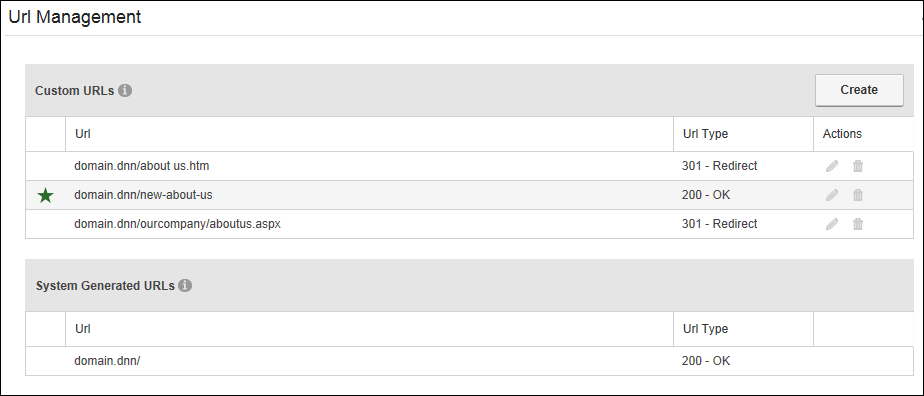 Url Management
Custom URLs
Create
Url Url Type Actions
domain.dnn/about us.htm 301 - Redirect
domain.dnn/new-about-us 200 - OK
domain.dnn/ourcompany/aboutus.aspx 301 - Redirect
System Generated URLs
Url Url Type
domain.dnn/ 200 - OK